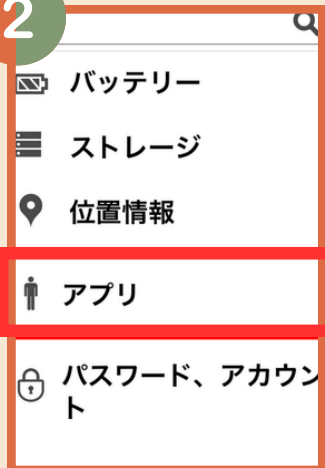 2
バッテリー
ストレージ
位置情報
アプリ
パスワード、アカウン
ト